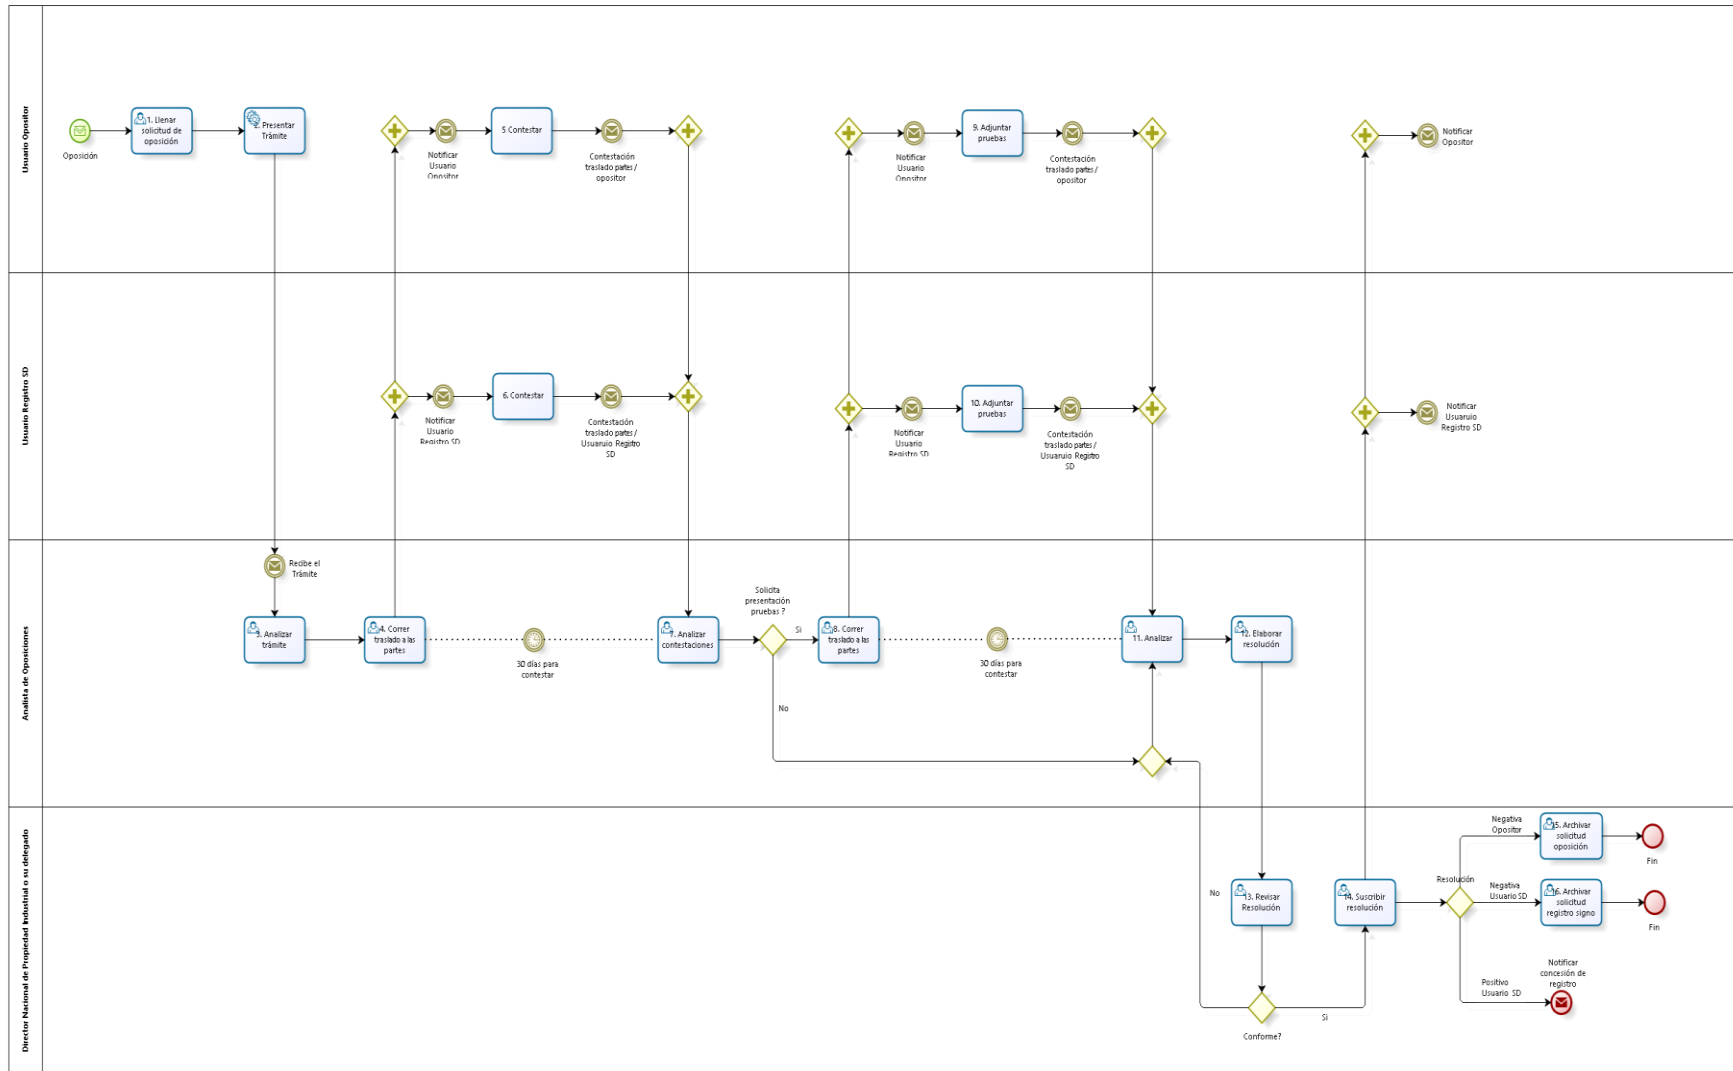 Usuario Opositor
Oposición
1. Llenar
solicitud de
oposición
2. Presentar
Trámite
Notificar
Usuario
Opositor
5 Contestar
Contestación
traslado partes /
opositor
Notificar
Usuario
Opositor
9. Adjuntar
pruebas
Contestación
traslado partes /
opositor
Notificar
Opositor
Usuario Registro SD
Notificar
Usuario
Registro SD
6. Contestar
Contestación
traslado partes /
Usuaruio Registro
SD
Notificar
Usuario
Registro SD
10. Adjuntar
pruebas
Contestación
traslado partes /
Usuaruio Registro
SD
Notificar
Usuaruio
Registro SD
Analista de Oposiciones
Recibe el
Trámite
3. Analizar
trámite
4. Correr
traslado a las
partes
30 días para
contestar
7. Analizar
contestaciones
Solicita
presentación
pruebas ?
Si
No
8. Correr
traslado a las
partes
30 días para
contestar
11. Analizar
12. Elaborar
resolución
Director Nacional de Propiedad Industrial o su delegado
No
13. Revisar
Resolución
Conforme?
Si
14. Suscribir
resolución
Resolución
Negativa
Opositor
15. Archivar
solicitud
oposición
Fin
Negativa
Usuario SD
16. Archivar
solicitud
registro signo
Fin
Positivo
Usuario SD
Notificar
concesión de
registro